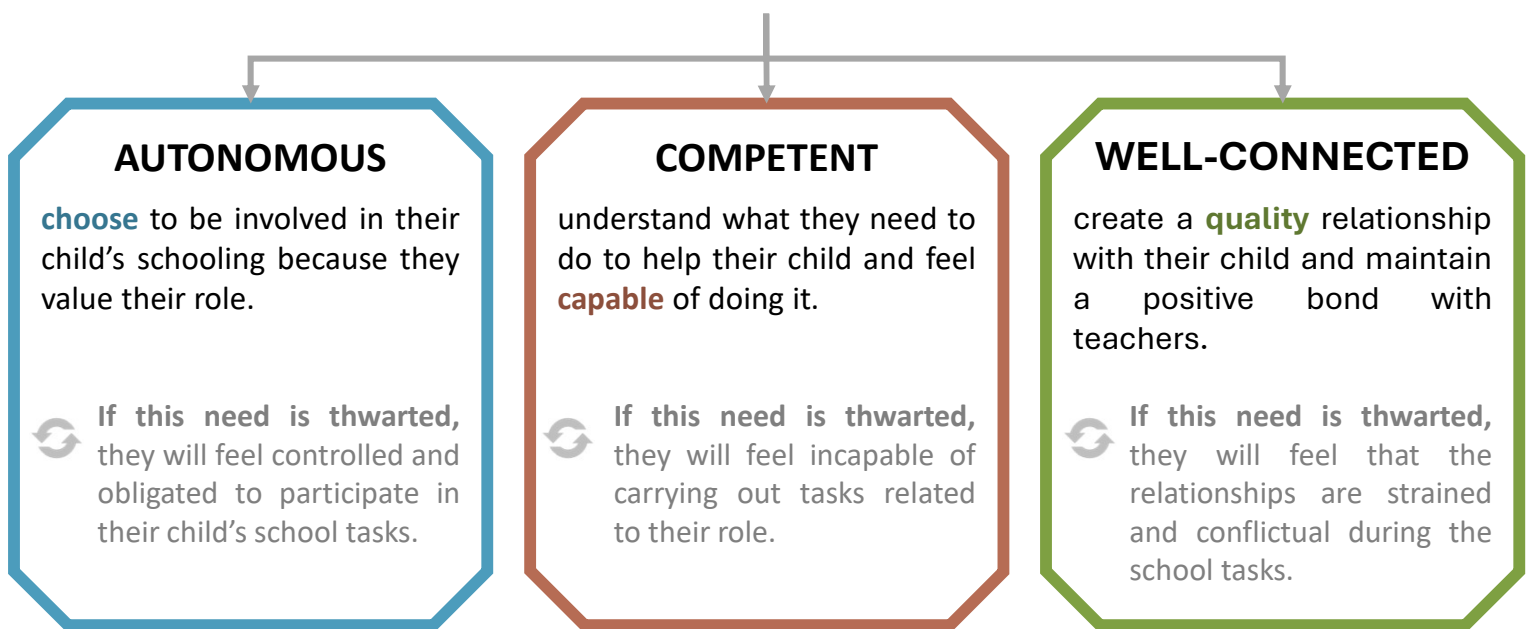 AUTONOMOUS
choose to be involved in their
child’s schooling because they
value their role.
If this need is thwarted,
they will feel controlled and
obligated to participate in
their child’s school tasks.
COMPETENT
understand what they need to
do to help their child and feel
capable of doing it.
If this need is thwarted,
they will feel incapable of
carrying out tasks related
to their role.
WELL-CONNECTED
create a quality relationship
with their child and maintain
a positive bond with
teachers.
If this need is thwarted,
they will feel that the
relationships are strained
and conflictual during the
school tasks.